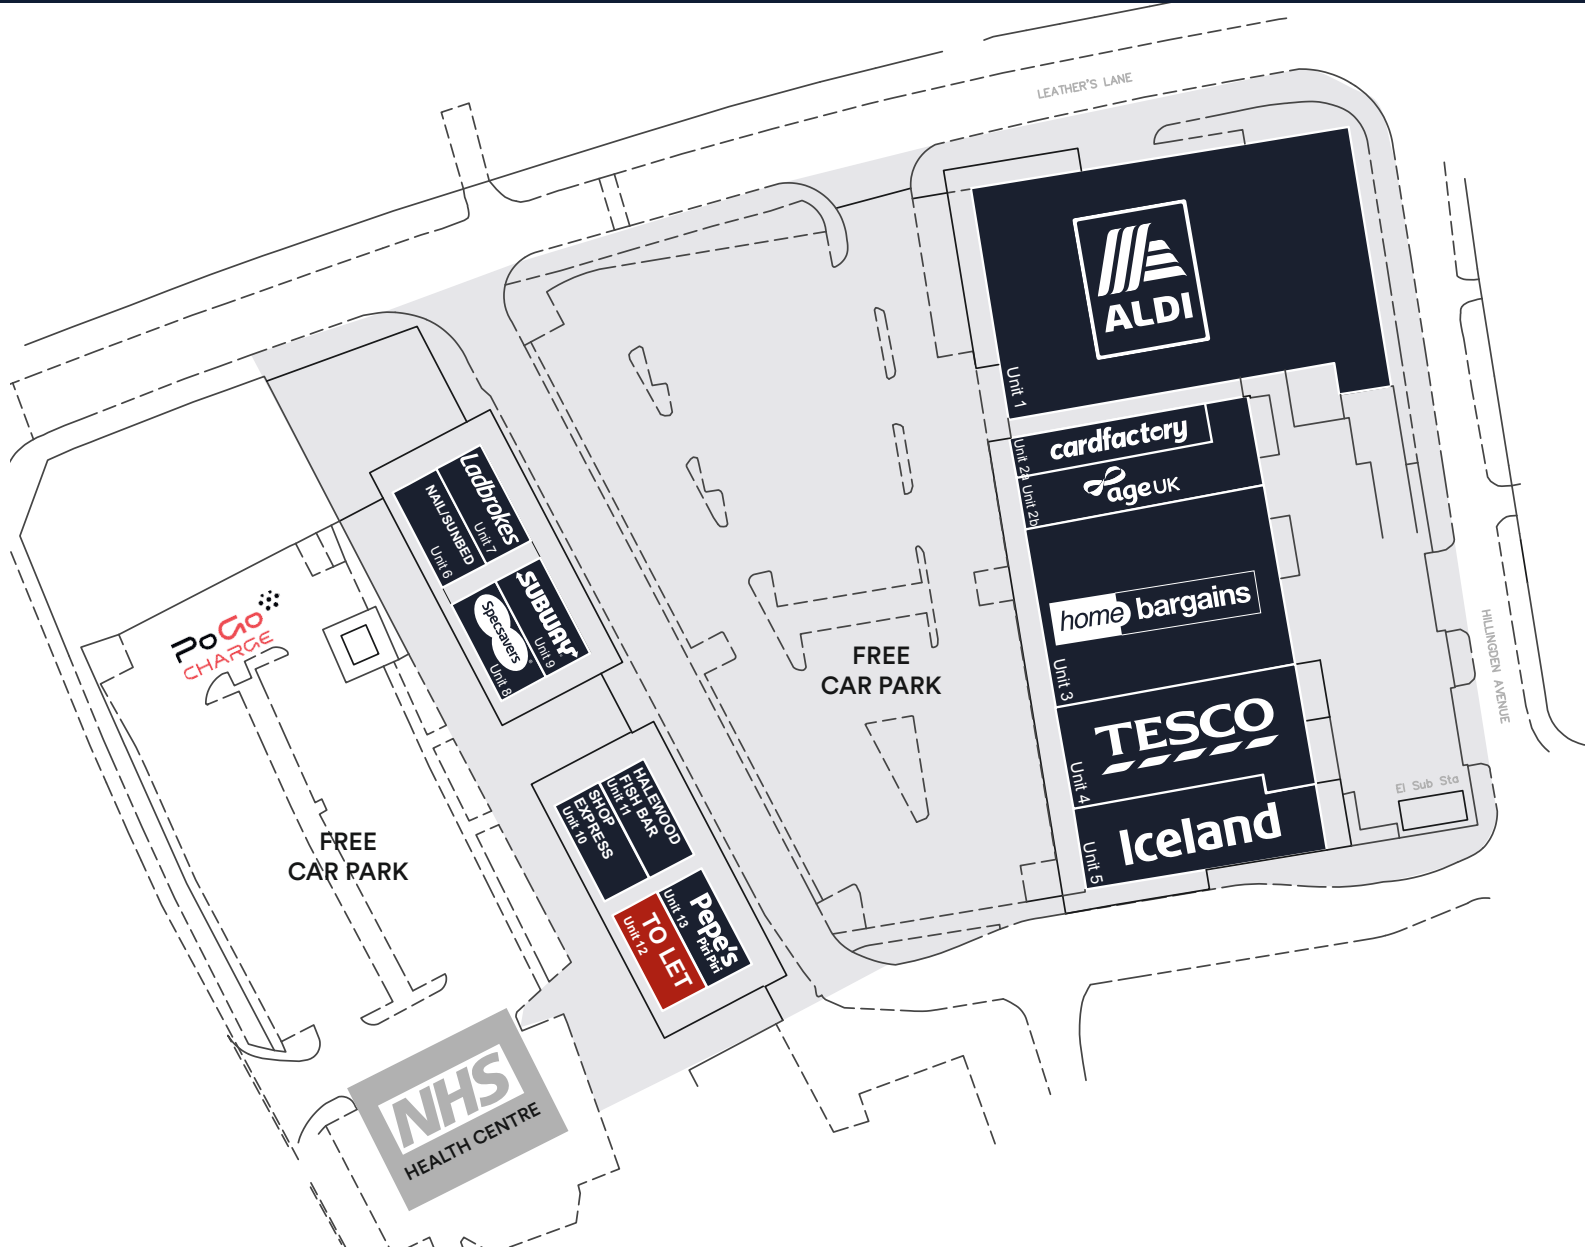 LEATHER'S LANE
ALDI
Unit 1
cardfactory
Unit 2a
ageUK
Unit 2b
home bargains
Unit 3
TESCO
Unit 4
Iceland
Unit 5
El Sub Sta
HILLINGDEN AVENUE
Ladbrokes
Unit 7
NAIL/SUNBED
Unit 6
SUBWAY
Unit 9
Specsavers
Unit 8
PoGo
CHARGE
FREE
CAR PARK
FREE
CAR PARK
HALEWOOD
FISH BAR
Unit 11
SHOP
EXPRESS
Unit 10
Pepe's
Piri Piri
Unit 13
TO LET
Unit 12
NHS
HEALTH CENTRE